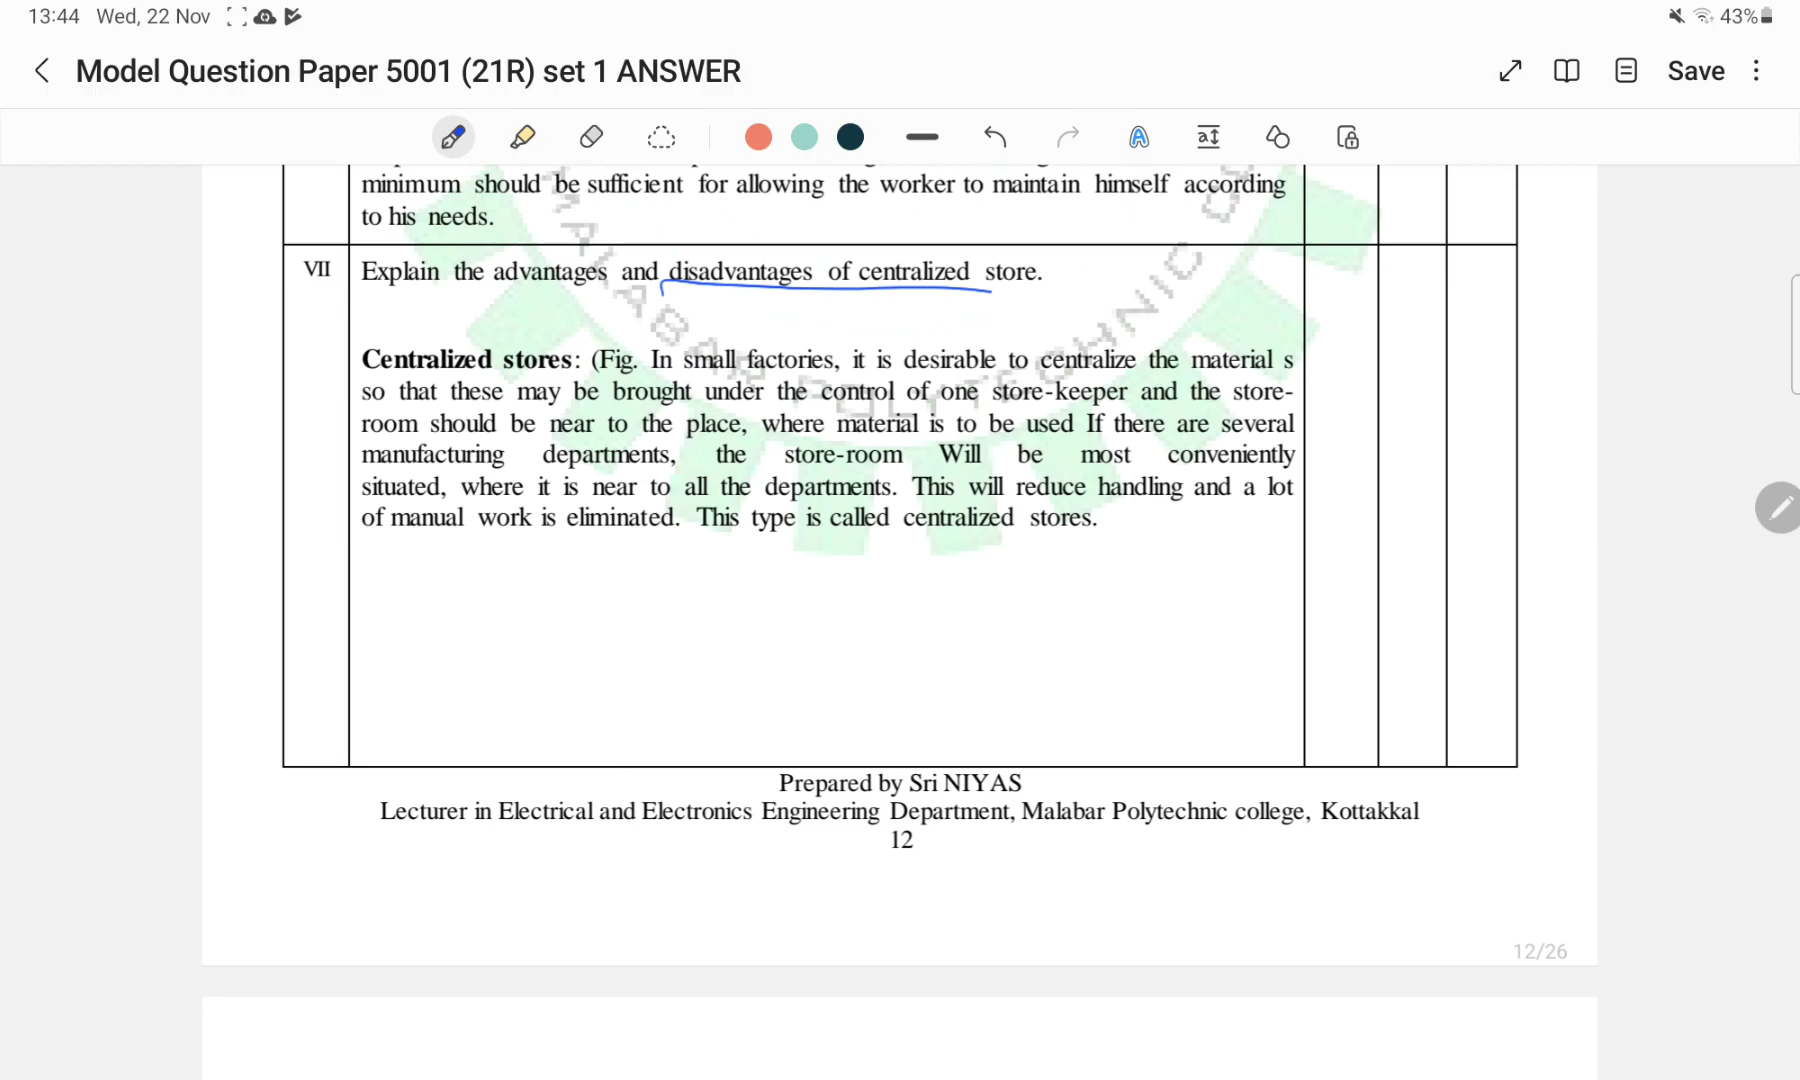 13:44 Wed, 22 Nov
43%
Model Question Paper 5001 (21R) set 1 ANSWER
Save
minimum should be sufficient for allowing the worker to maintain himself according
to his needs.
VII
Explain the advantages and disadvantages of centralized store.
Centralized stores: (Fig. In small factories, it is desirable to centralize the material s
so that these may be brought under the control of one store-keeper and the store-
room should be near to the place, where material is to be used If there are several
manufacturing departments, the store-room Will be most conveniently
situated, where it is near to all the departments. This will reduce handling and a lot
of manual work is eliminated. This type is called centralized stores.
MALABAR POLYTECHNIC
Prepared by Sri NIYAS
Lecturer in Electrical and Electronics Engineering Department, Malabar Polytechnic college, Kottakkal
12
12/26